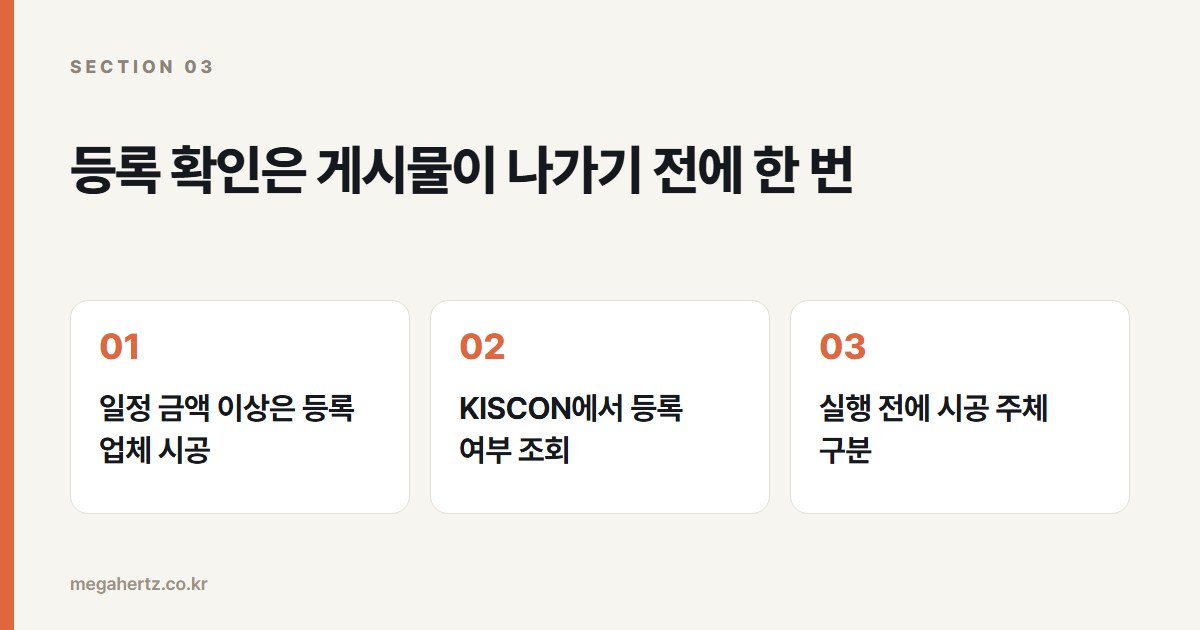 SECTION 03
등록 확인은 게시물이 나가기 전에 한 번
01
일정 금액 이상은 등록
업체 시공
02
KISCON에서 등록
여부 조회
03
실행 전에 시공 주체
구분
megahertz.co.kr